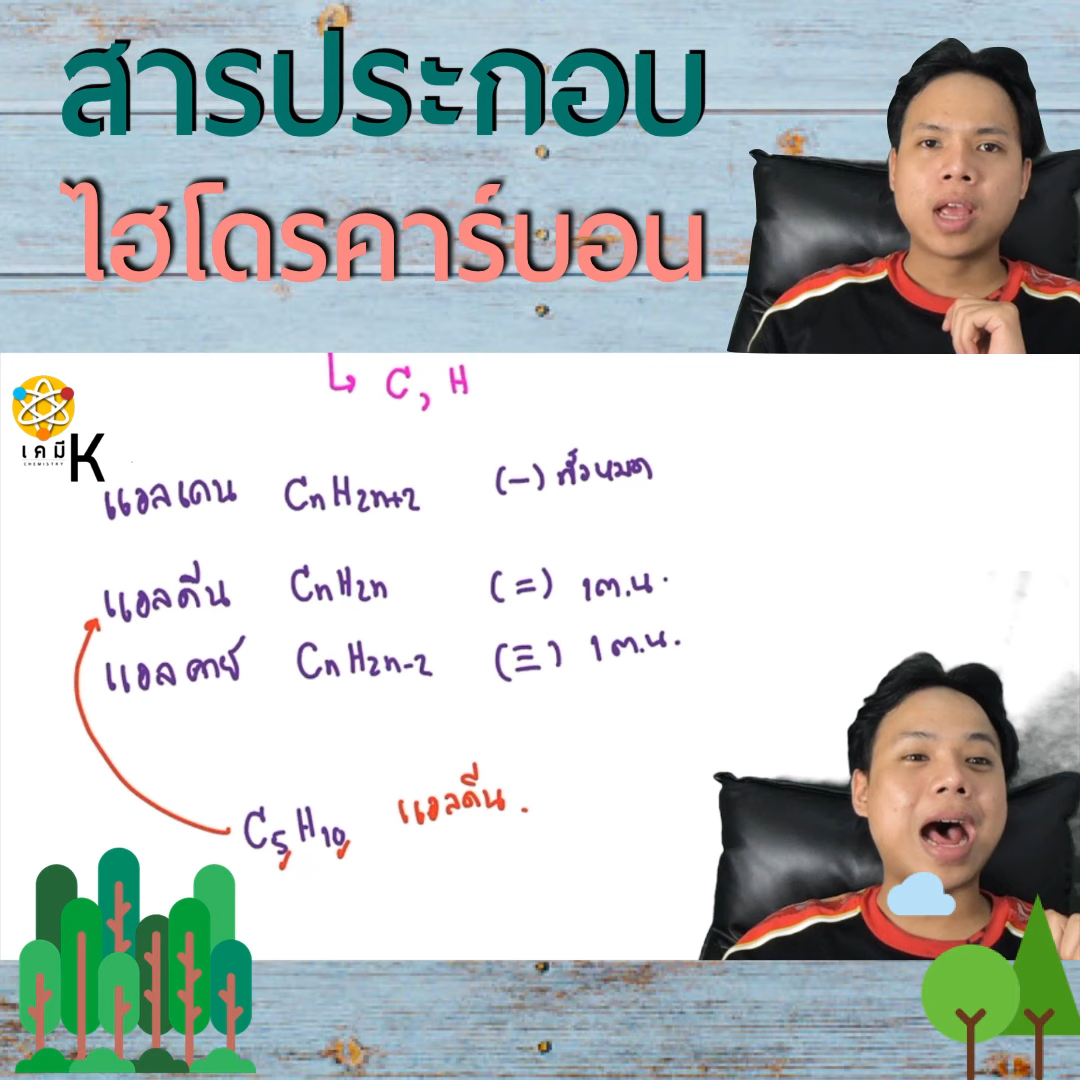 สารประกอบ
ไฮโดรคาร์บอน
↳ C, H
เคมี K
CHEMISTRY
แอลเคน CnH2n+2 (−) ทั้งหมด
แอลคีน CnH2n (=) 1 ต.น.
แอลคายน์ CnH2n-2 (≡) 1 ต.น.
C5H10 แอลคีน.